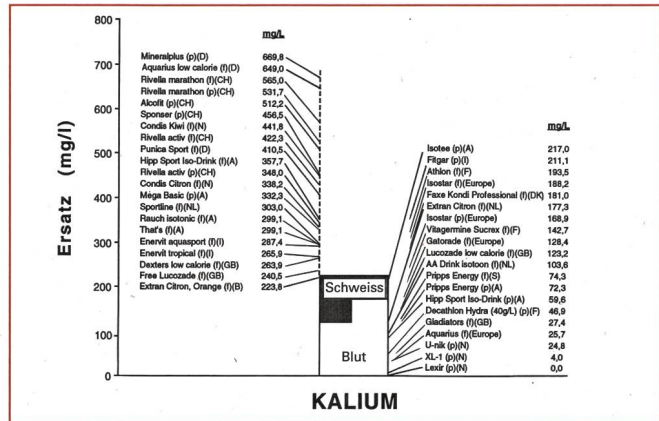 Ersatz (mg/l)
800
700
600
500
400
300
200
100
0
mg/L
Mineralplus (p)(D) 669,8
Aquarius low calorie (f)(D) 649,0
Rivella marathon (f)(CH) 565,0
Rivella marathon (p)(CH) 531,7
Alcofit (p)(CH) 512,2
Sponser (p)(CH) 456,5
Condis Kiwi (f)(N) 441,8
Rivella activ (f)(CH) 422,3
Punica Sport (f)(D) 410,5
Hipp Sport Iso-Drink (f)(A) 357,7
Rivella activ (p)(CH) 348,0
Condis Citron (f)(N) 338,2
Méga Basic (p)(A) 332,3
Sportline (f)(NL) 303,0
Rauch isotonic (f)(A) 299,1
That's (f)(A) 299,1
Enervit aquasport (f)(I) 287,4
Enervit tropical (f)(I) 265,9
Dexters low calorie (f)(GB) 263,9
Free Lucozade (f)(GB) 240,5
Extran Citron, Orange (f)(B) 223,8
Schweiss
Blut
mg/L
Isotee (p)(A) 217,0
Fitgar (p)(I) 211,1
Athlon (f)(F) 193,5
Isostar (f)(Europe) 188,2
Faxe Kondi Professional (f)(DK) 181,0
Extran Citron (f)(NL) 177,3
Isostar (p)(Europe) 168,9
Vitagermine Sucrex (f)(F) 142,7
Gatorade (f)(Europe) 128,4
Lucozade low calorie (f)(GB) 123,2
AA Drink isotoon (f)(NL) 103,6
Pripps Energy (f)(S) 74,3
Pripps Energy (p)(A) 72,3
Hipp Sport Iso-Drink (p)(A) 59,6
Decathlon Hydra (40g/L) (p)(F) 46,9
Gladiators (f)(GB) 27,4
Aquarius (f)(Europe) 25,7
U-nik (p)(N) 24,8
XL-1 (p)(N) 4,0
Lexir (p)(N) 0,0
KALIUM